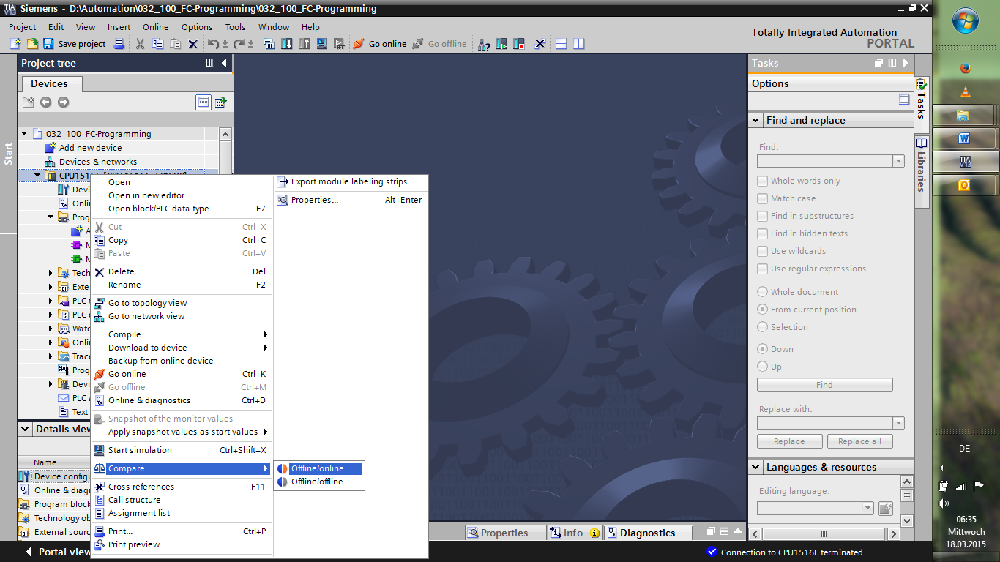 Siemens - D:\Automation\032_100_FC-Programming\032_100_FC-Programming
TIA
V13
Project Edit View Insert Online Options Tools Window Help
Totally Integrated Automation
PORTAL
Save project
Go online
Go offline
Project tree
Devices
Start
032_100_FC-Programming
Add new device
Devices & networks
Devi
Onlin
Prog
A
M
M
Tech
Exte
PLC t
PLC
Watc
Onlin
Trace
Prog
Devi
PLC a
Text
Details view
Name
Device configu
Online & diagn
Program block
Technology ob
External sourc
Portal view
Open
Open in new editor
Open block/PLC data type... F7
Cut Ctrl+X
Copy Ctrl+C
Paste Ctrl+V
Delete Del
Rename F2
Go to topology view
Go to network view
Compile
Download to device
Backup from online device
Go online Ctrl+K
Go offline Ctrl+M
Online & diagnostics Ctrl+D
Snapshot of the monitor values
Apply snapshot values as start values
Start simulation Ctrl+Shift+X
Compare
Cross-references F11
Call structure
Assignment list
Print... Ctrl+P
Print preview...
Export module labeling strips...
Properties... Alt+Enter
Offline/online
Offline/offline
Properties
Info
Diagnostics
Connection to CPU1516F terminated.
Tasks
Options
Find and replace
Find:
Whole words only
Match case
Find in substructures
Find in hidden texts
Use wildcards
Use regular expressions
Whole document
From current position
Selection
Down
Up
Find
Replace with:
Replace
Replace all
Languages & resources
Editing language:
Tasks
Libraries
TIA
V13
DE
06:35
Mittwoch
18.03.2015